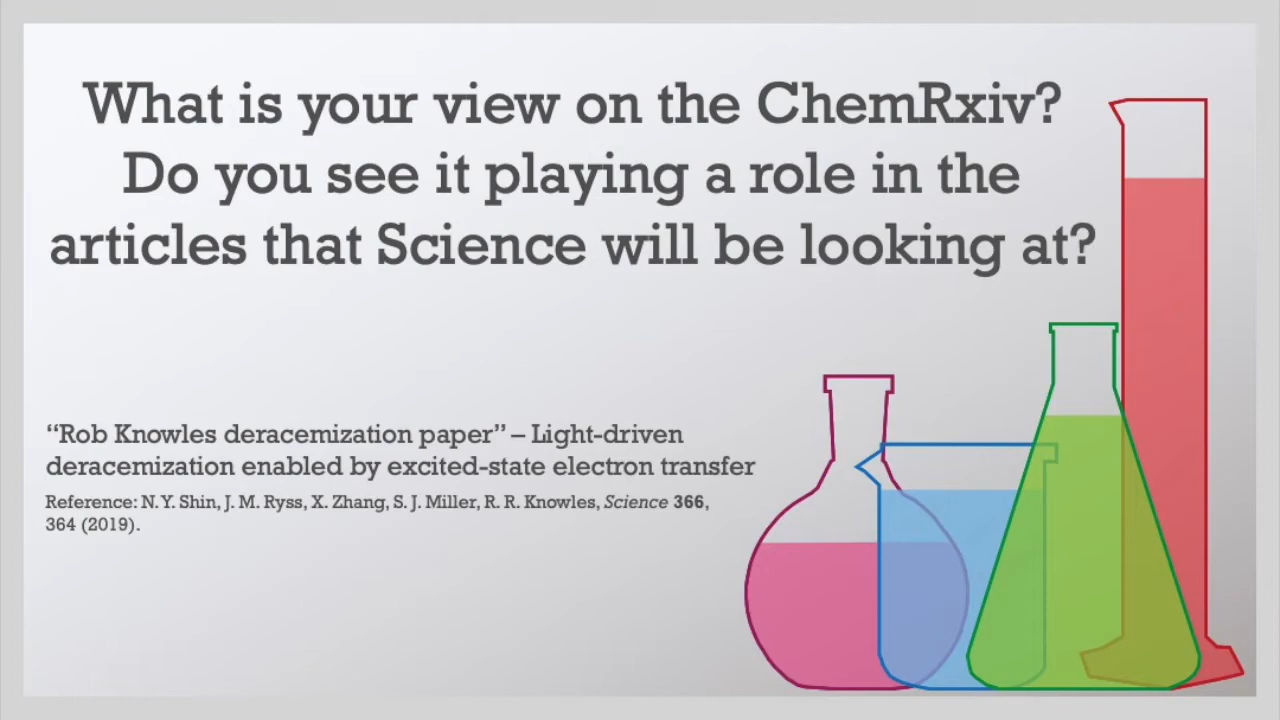 What is your view on the ChemRxiv?
Do you see it playing a role in the
articles that Science will be looking at?
“Rob Knowles deracemization paper” – Light-driven
deracemization enabled by excited-state electron transfer
Reference: N. Y. Shin, J. M. Ryss, X. Zhang, S. J. Miller, R. R. Knowles, Science 366,
364 (2019).